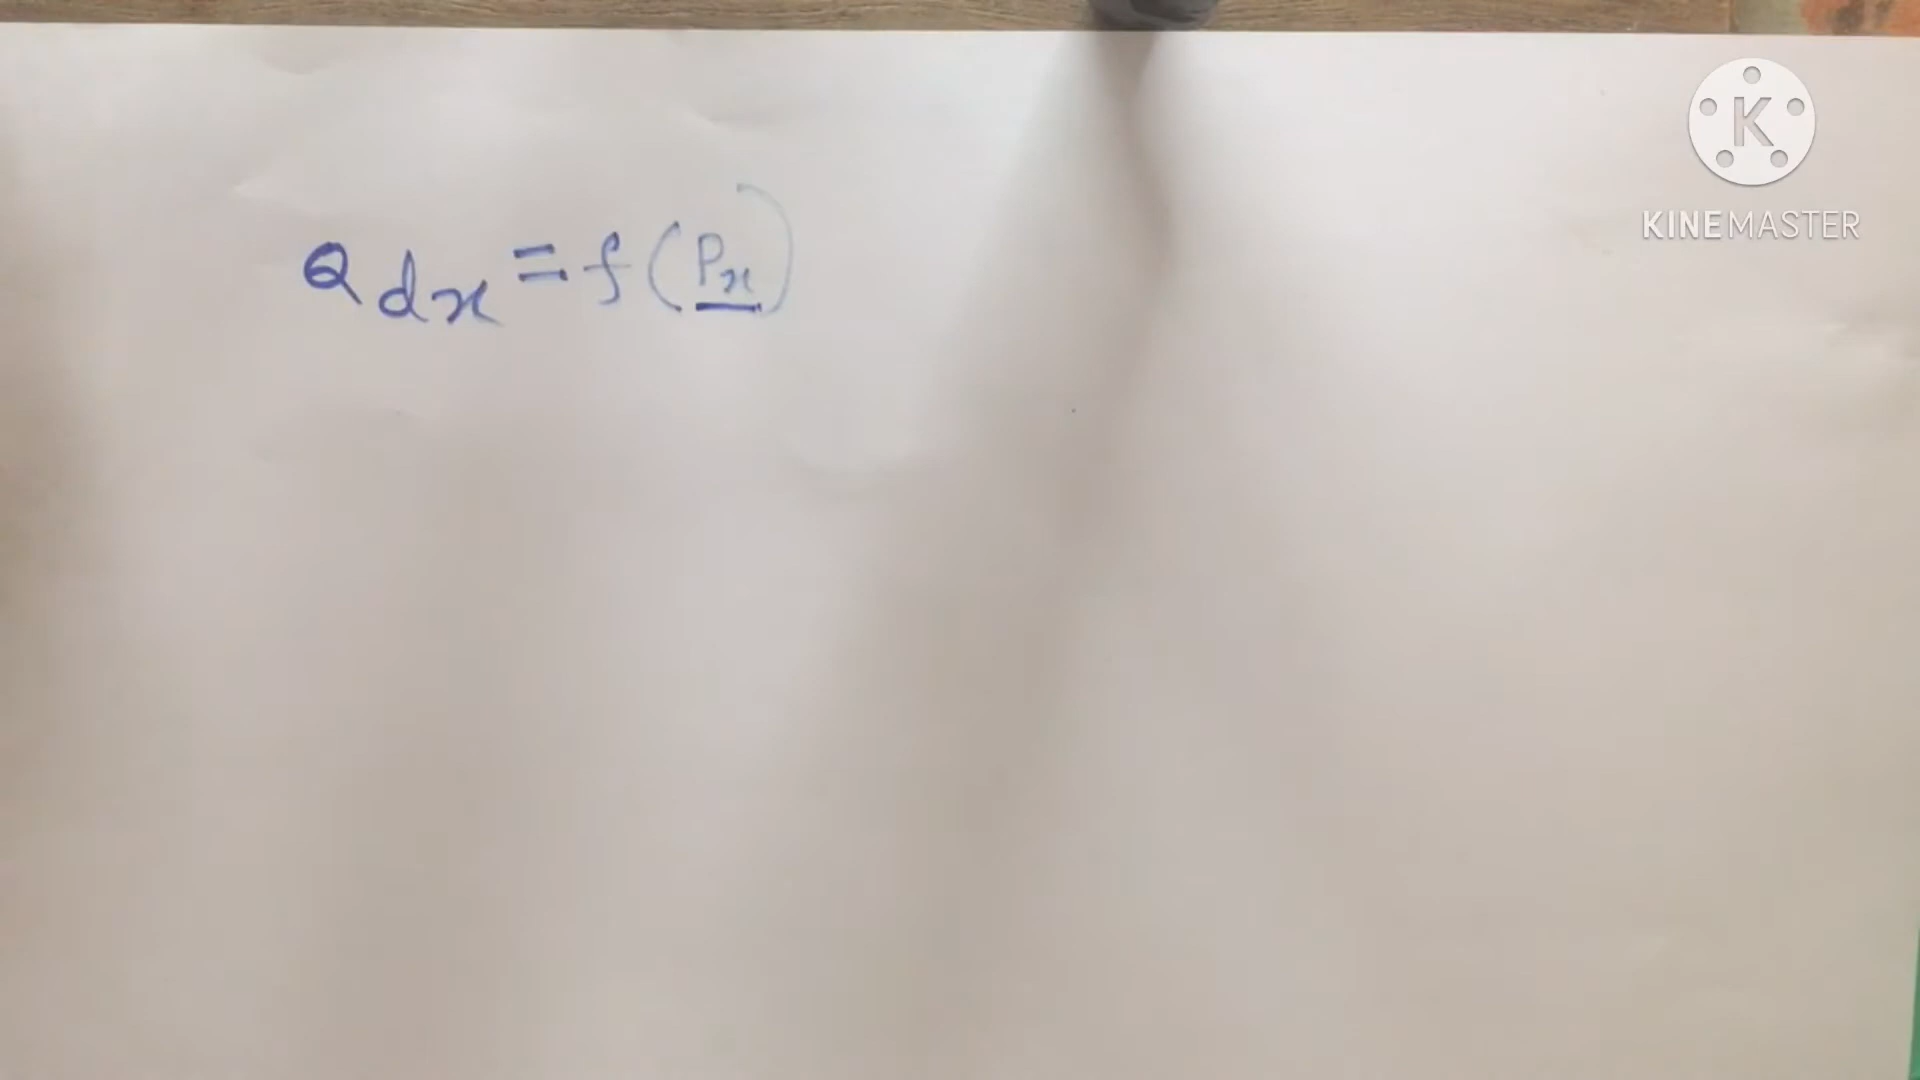 Qdx = f(Px)
K
KINEMASTER